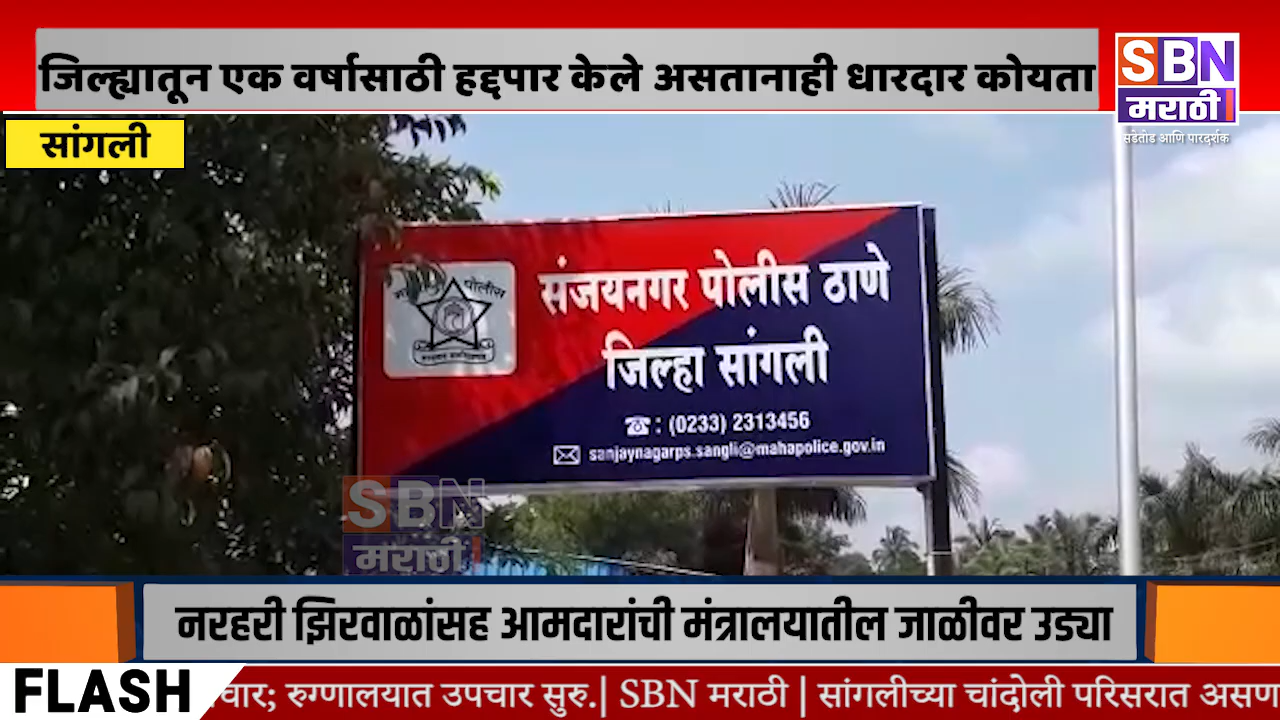 जिल्ह्यातून एक वर्षासाठी हद्दपार केले असतानाही धारदार कोयता
SBN
मराठी
सडेतोड आणि पारदर्शक
सांगली
पोलीस
संजयनगर पोलीस ठाणे
जिल्हा सांगली
☎ : (0233) 2313456
sanjaynagarps.sangli@mahapolice.gov.in
SBN
मराठी
नरहरी झिरवाळांसह आमदारांची मंत्रालयातील जाळीवर उड्या
FLASH
वार; रुग्णालयात उपचार सुरु.| SBN मराठी | सांगलीच्या चांदोली परिसरात असण